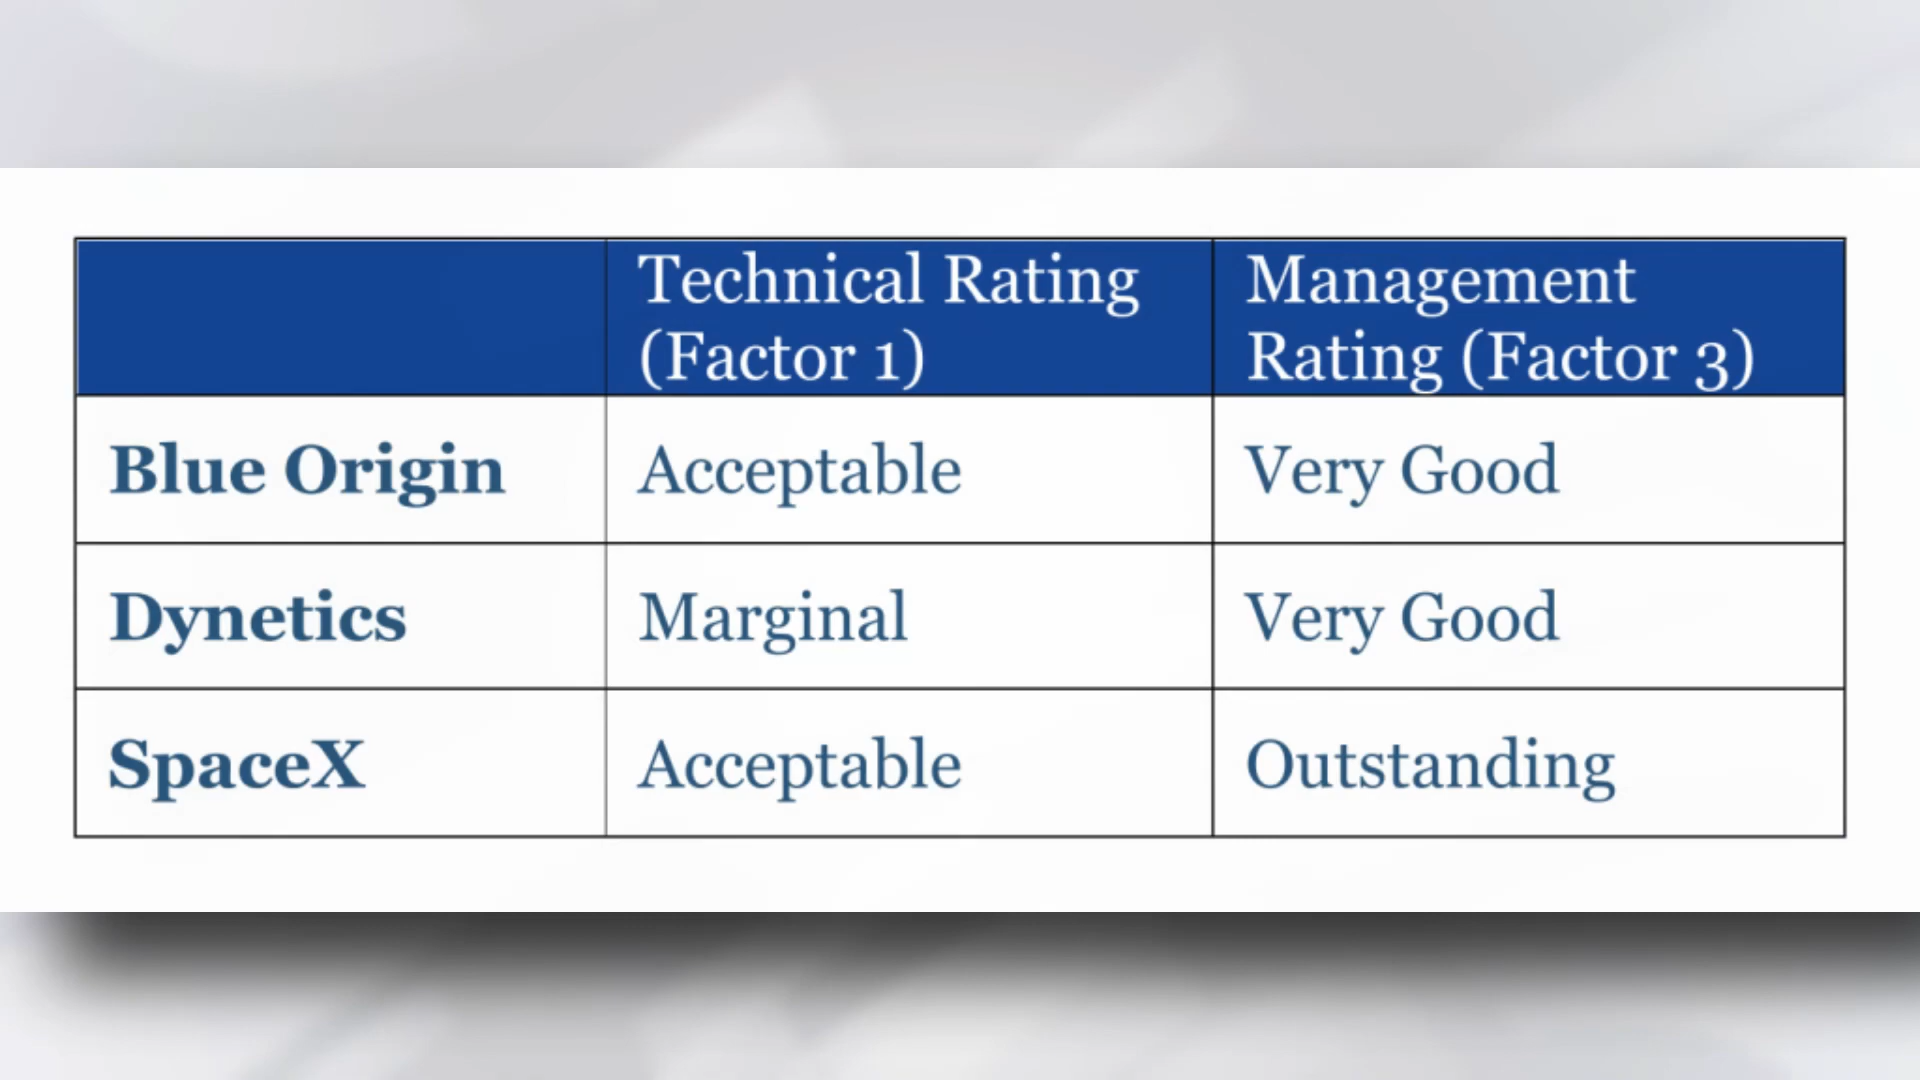 Technical Rating
(Factor 1)
Management
Rating (Factor 3)
Blue Origin
Acceptable
Very Good
Dynetics
Marginal
Very Good
SpaceX
Acceptable
Outstanding